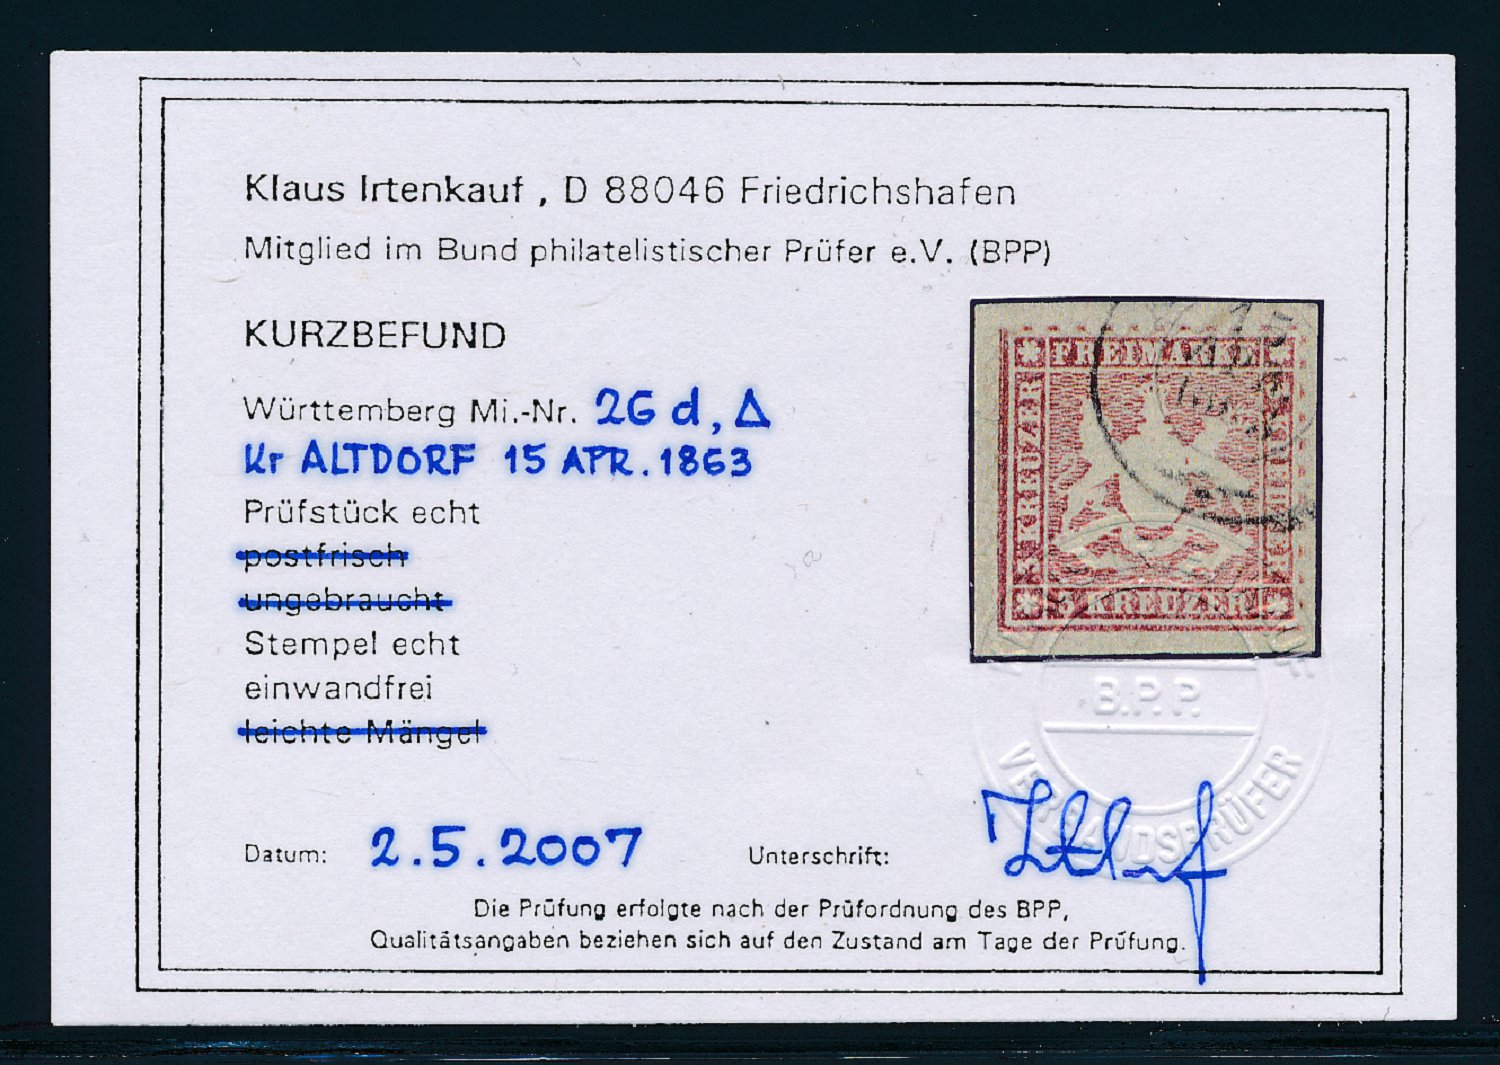 Klaus Irtenkauf, D 88046 Friedrichshafen
Mitglied im Bund philatelistischer Prüfer e.V. (BPP)
KURZBEFUND
Württemberg Mi.-Nr. 26 d, Δ
Kr ALTDORF 15 APR. 1863
Prüfstück echt
postfrisch
ungebraucht
Stempel echt
einwandfrei
leichte Mängel
FREIMARKE
3 KREUZER
3 KREUZER
15
APR
B.P.P.
VERBANDSPRÜFER
Datum: 2.5.2007
Unterschrift:
Die Prüfung erfolgte nach der Prüfordnung des BPP,
Qualitätsangaben beziehen sich auf den Zustand am Tage der Prüfung.